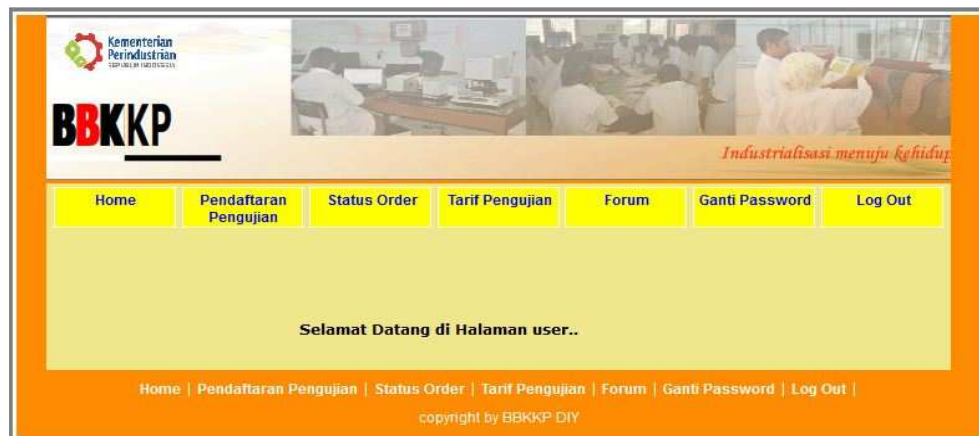 Kementerian
Perindustrian
REPUBLIK INDONESIA
BBKKP
Industrialisasi menuju kehidup
Home
Pendaftaran
Pengujian
Status Order
Tarif Pengujian
Forum
Ganti Password
Log Out
Selamat Datang di Halaman user..
Home | Pendaftaran Pengujian | Status Order | Tarif Pengujian | Forum | Ganti Password | Log Out |
copyright by BBKKP DIY